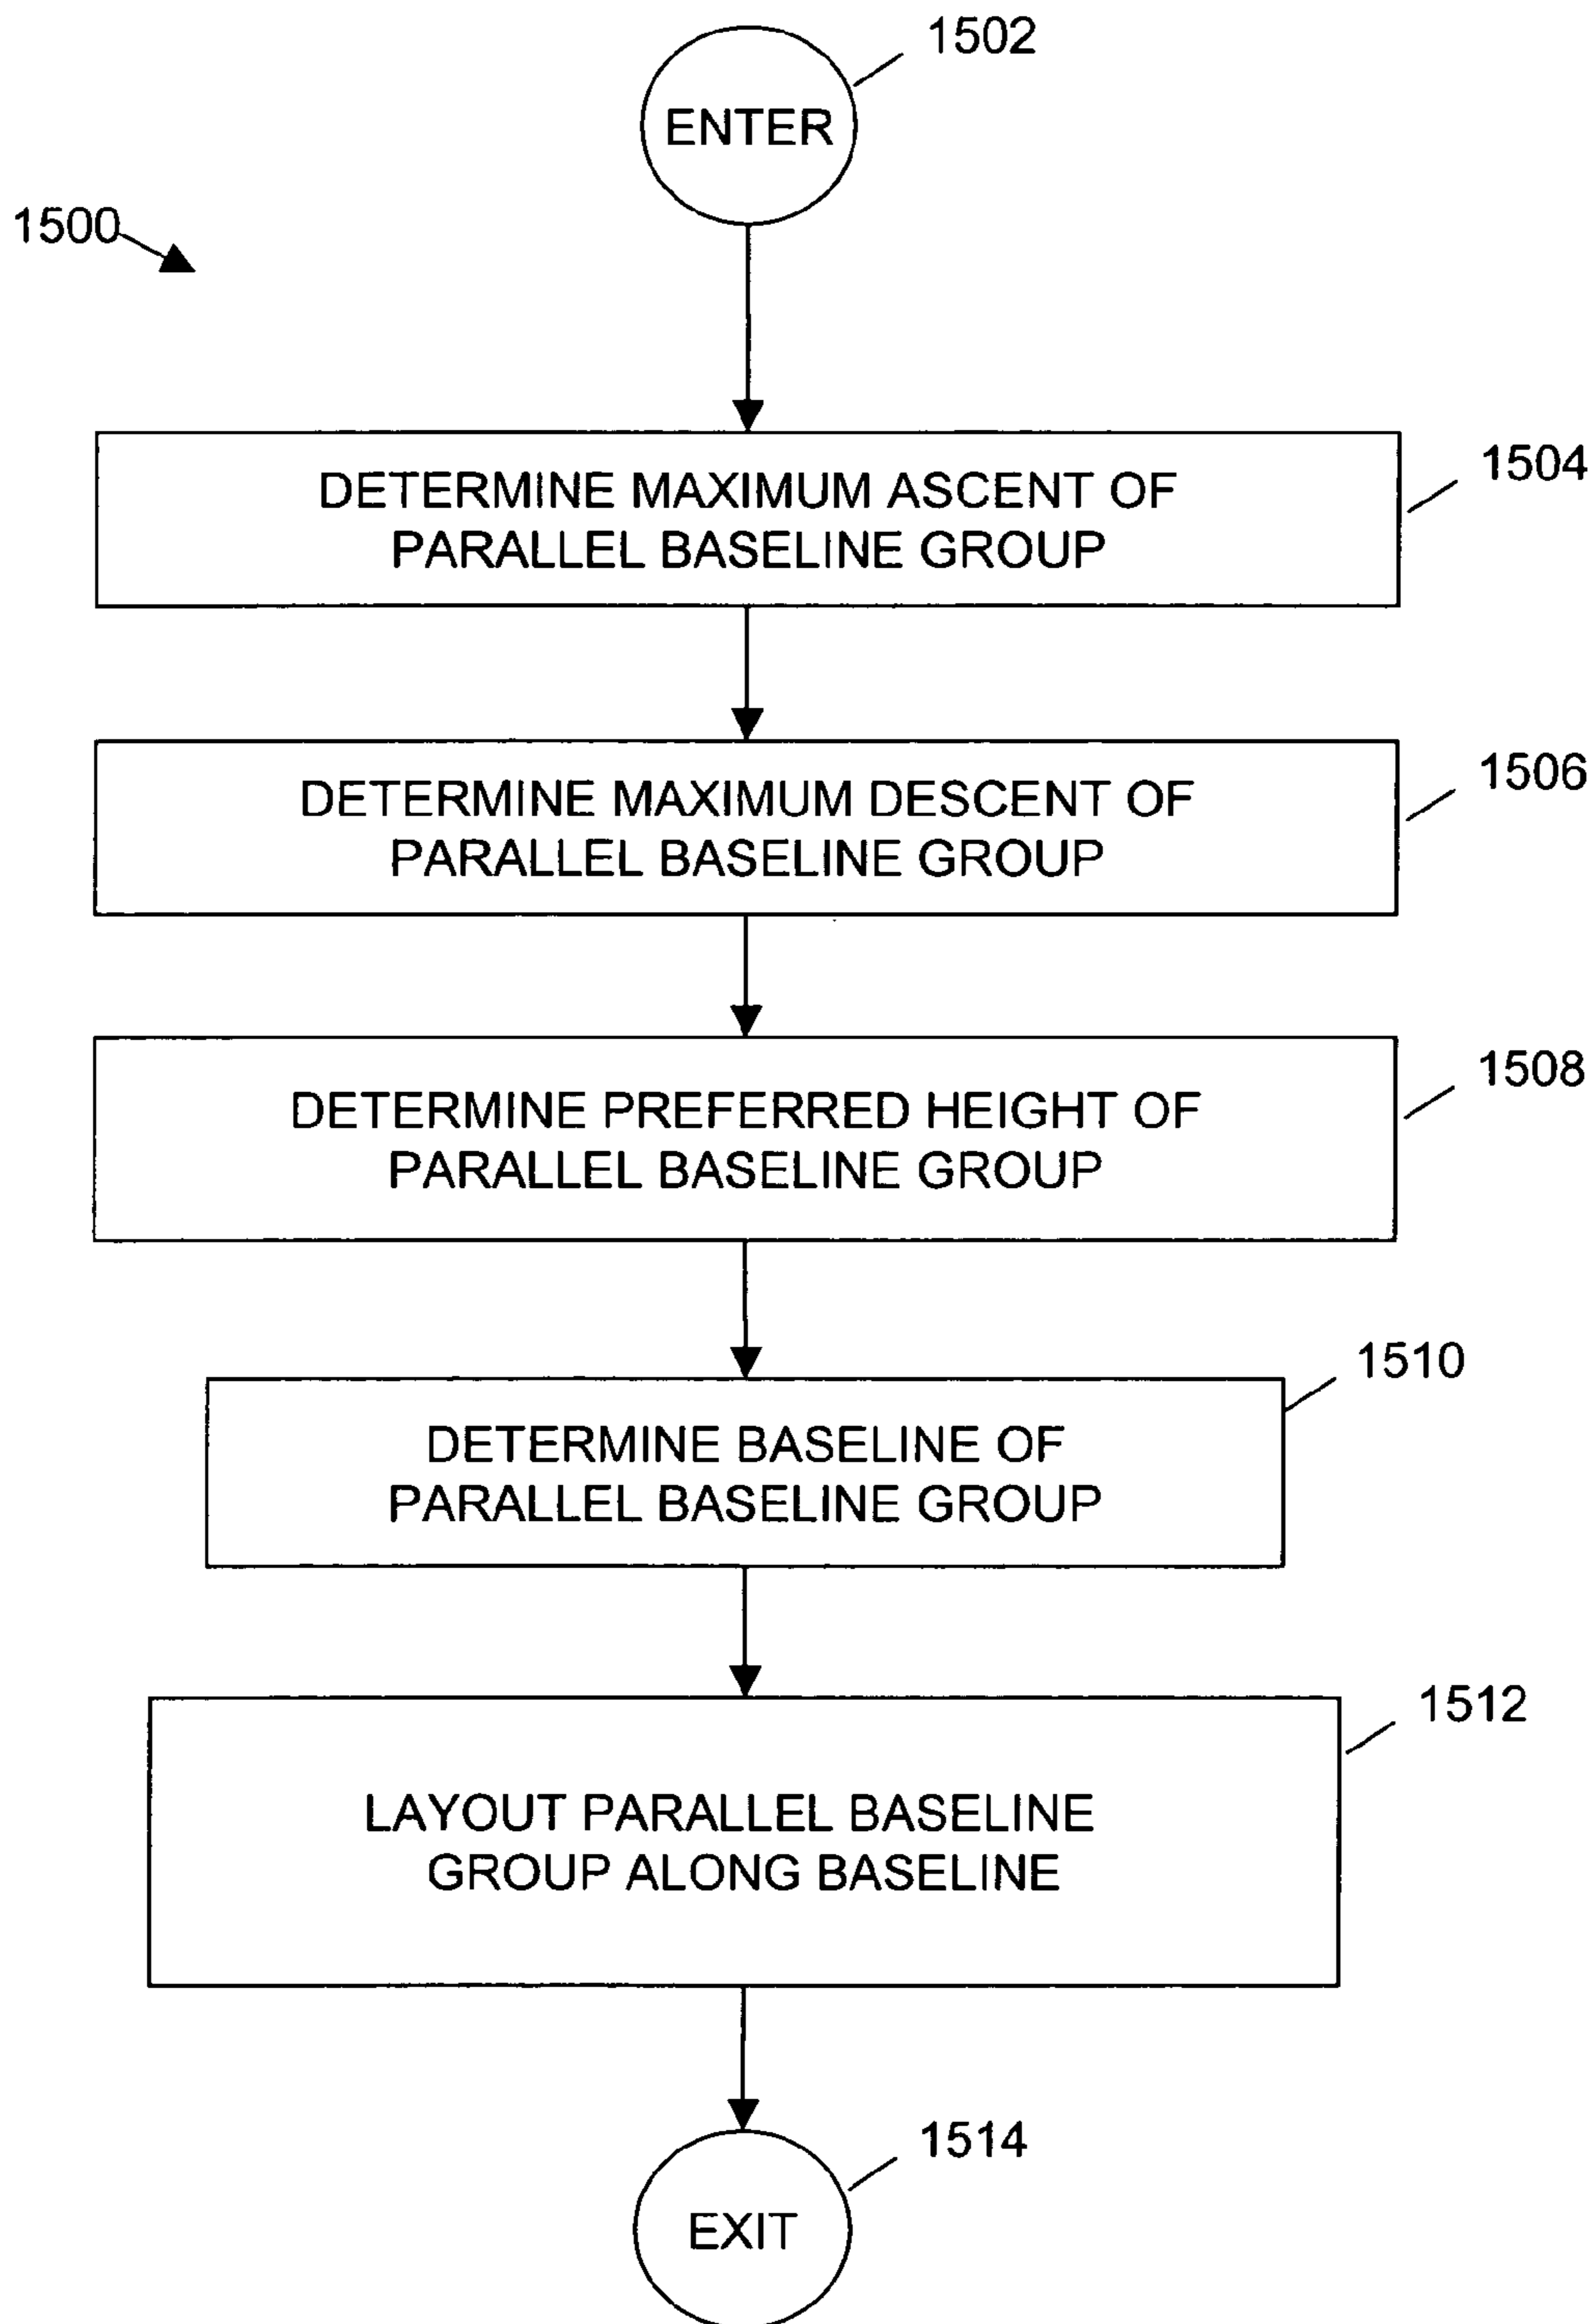 1502
ENTER
1500
DETERMINE MAXIMUM ASCENT OF
PARALLEL BASELINE GROUP
1504
DETERMINE MAXIMUM DESCENT OF
PARALLEL BASELINE GROUP
1506
DETERMINE PREFERRED HEIGHT OF
PARALLEL BASELINE GROUP
1508
DETERMINE BASELINE OF
PARALLEL BASELINE GROUP
1510
LAYOUT PARALLEL BASELINE
GROUP ALONG BASELINE
1512
EXIT
1514